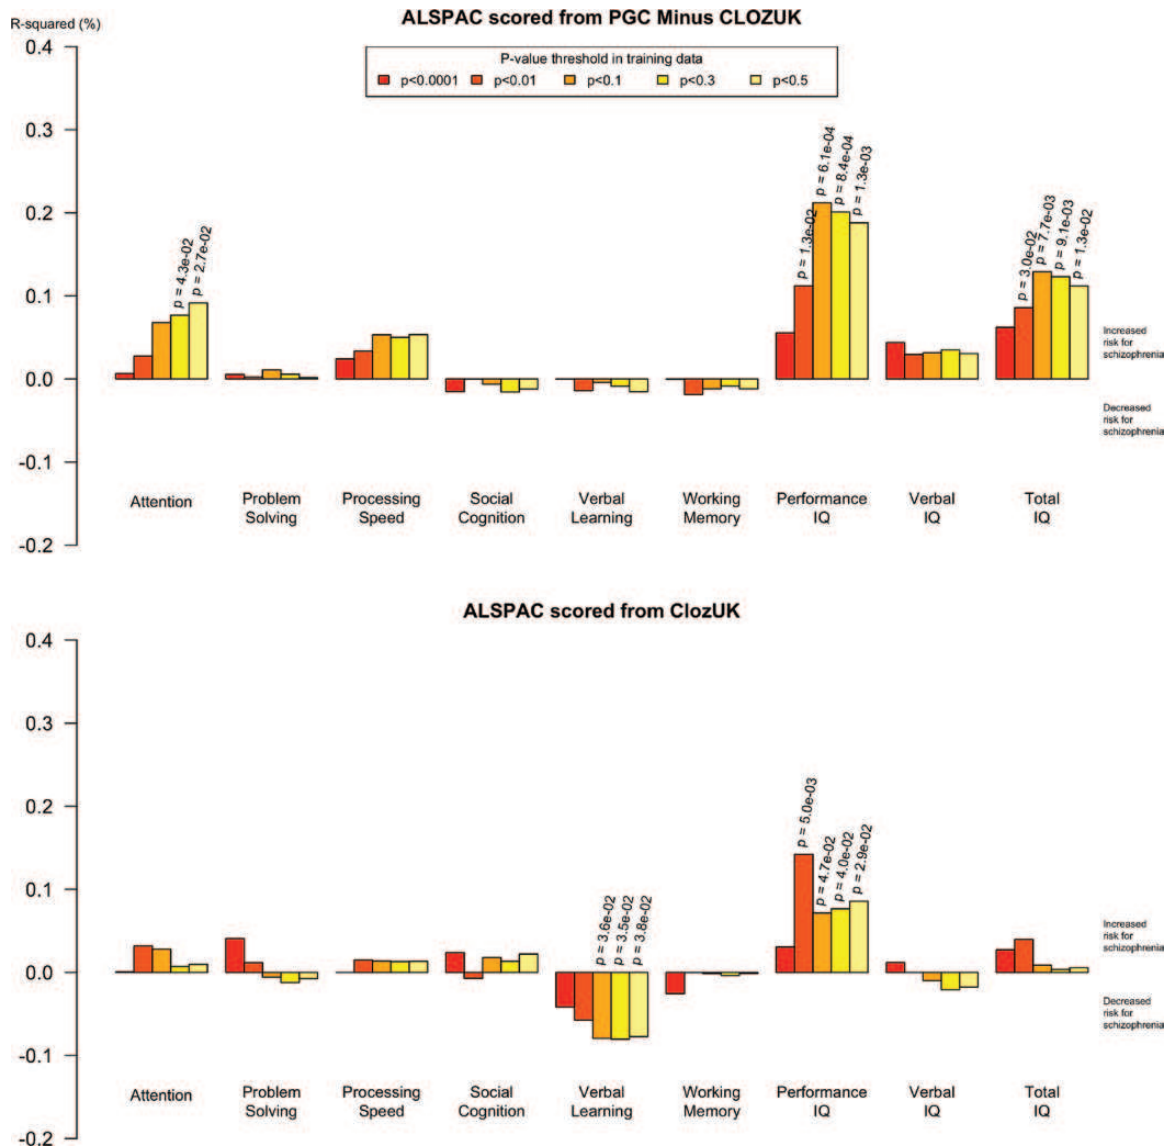 ALSPAC scored from PGC Minus CLOZUK
R-squared (%)
0.4
P-value threshold in training data
p<0.0001 p<0.01 p<0.1 p<0.3 p<0.5
0.3
0.2
0.1
0.0
-0.1
-0.2
p = 4.3e-02
p = 2.7e-02
p = 1.3e-02
p = 6.1e-04
p = 8.4e-04
p = 1.3e-03
p = 3.0e-02
p = 7.7e-03
p = 9.1e-03
p = 1.3e-02
Increased
risk for
schizophrenia
Decreased
risk for
schizophrenia
Attention
Problem
Solving
Processing
Speed
Social
Cognition
Verbal
Learning
Working
Memory
Performance
IQ
Verbal
IQ
Total
IQ
ALSPAC scored from ClozUK
0.4
0.3
0.2
0.1
0.0
-0.1
-0.2
p = 3.6e-02
p = 3.5e-02
p = 3.8e-02
p = 5.0e-03
p = 4.7e-02
p = 4.0e-02
p = 2.9e-02
Increased
risk for
schizophrenia
Decreased
risk for
schizophrenia
Attention
Problem
Solving
Processing
Speed
Social
Cognition
Verbal
Learning
Working
Memory
Performance
IQ
Verbal
IQ
Total
IQ